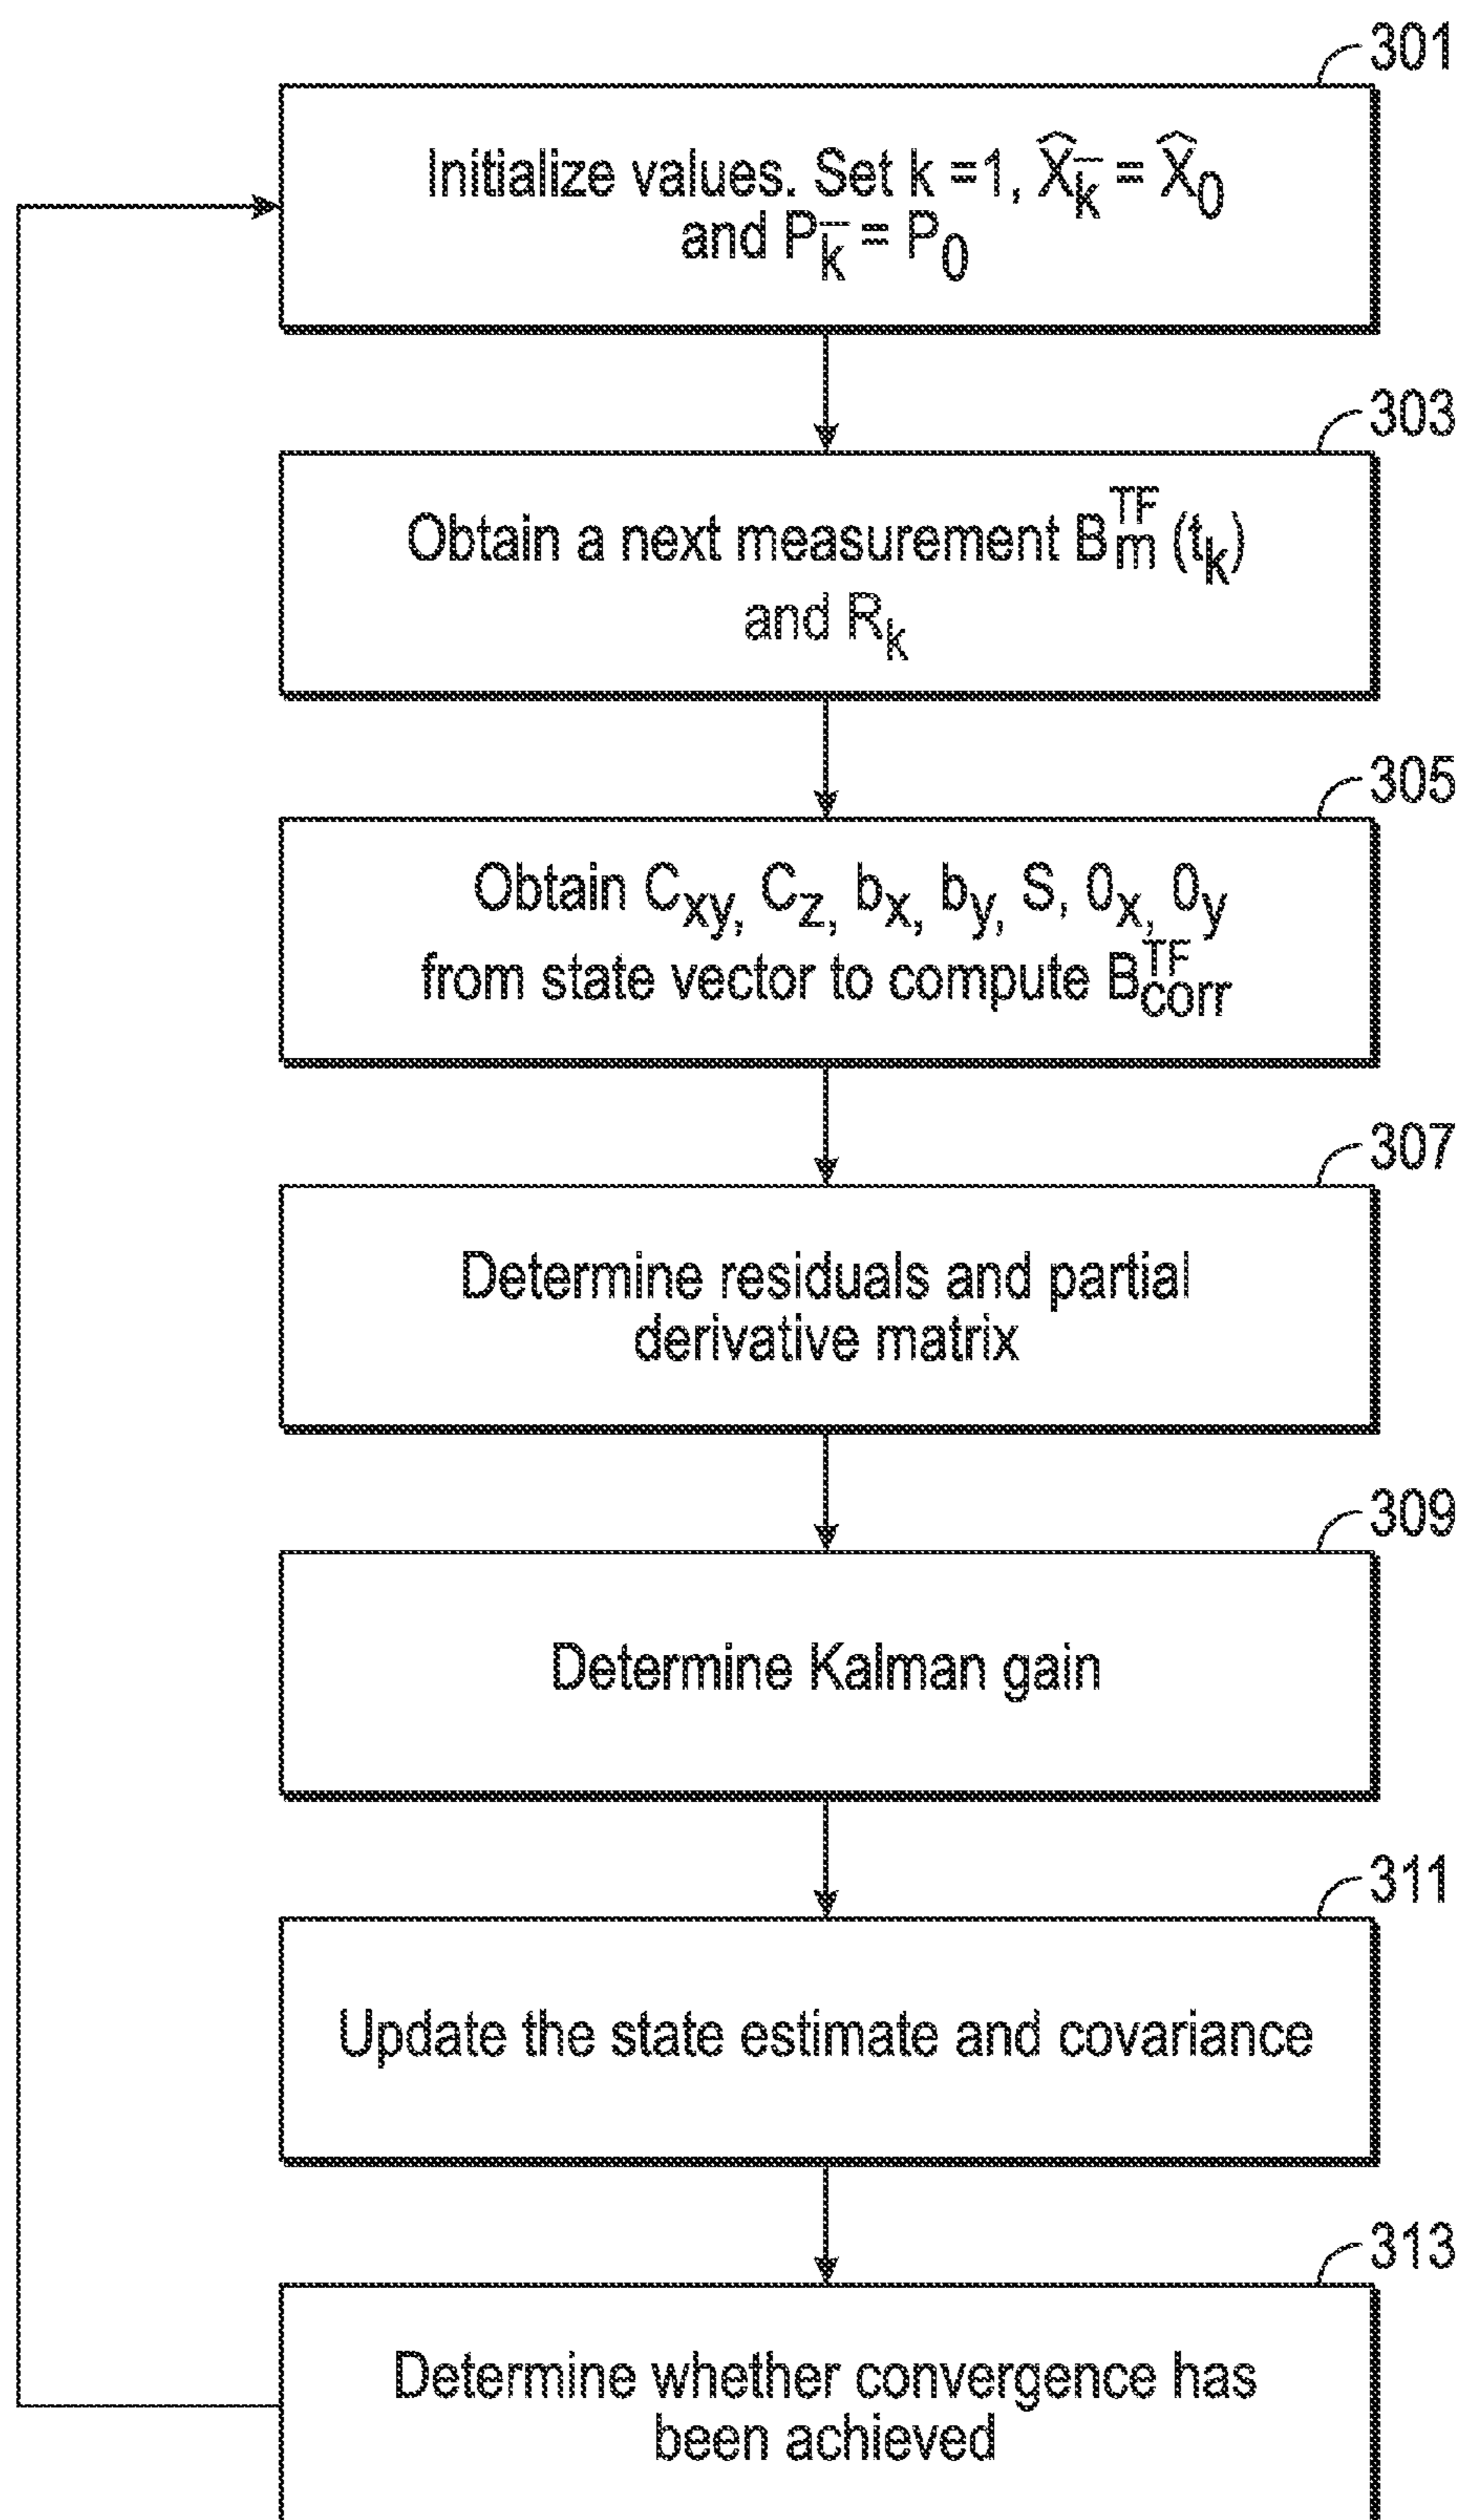 301
Initialize values. Set k =1, X̂k̅ = X̂0
and Pk̅ = P0
303
Obtain a next measurement BmTF (tk)
and Rk
305
Obtain Cxy, Cz, bx, by, S, 0x, 0y
from state vector to compute BcorrTF
307
Determine residuals and partial
derivative matrix
309
Determine Kalman gain
311
Update the state estimate and covariance
313
Determine whether convergence has
been achieved